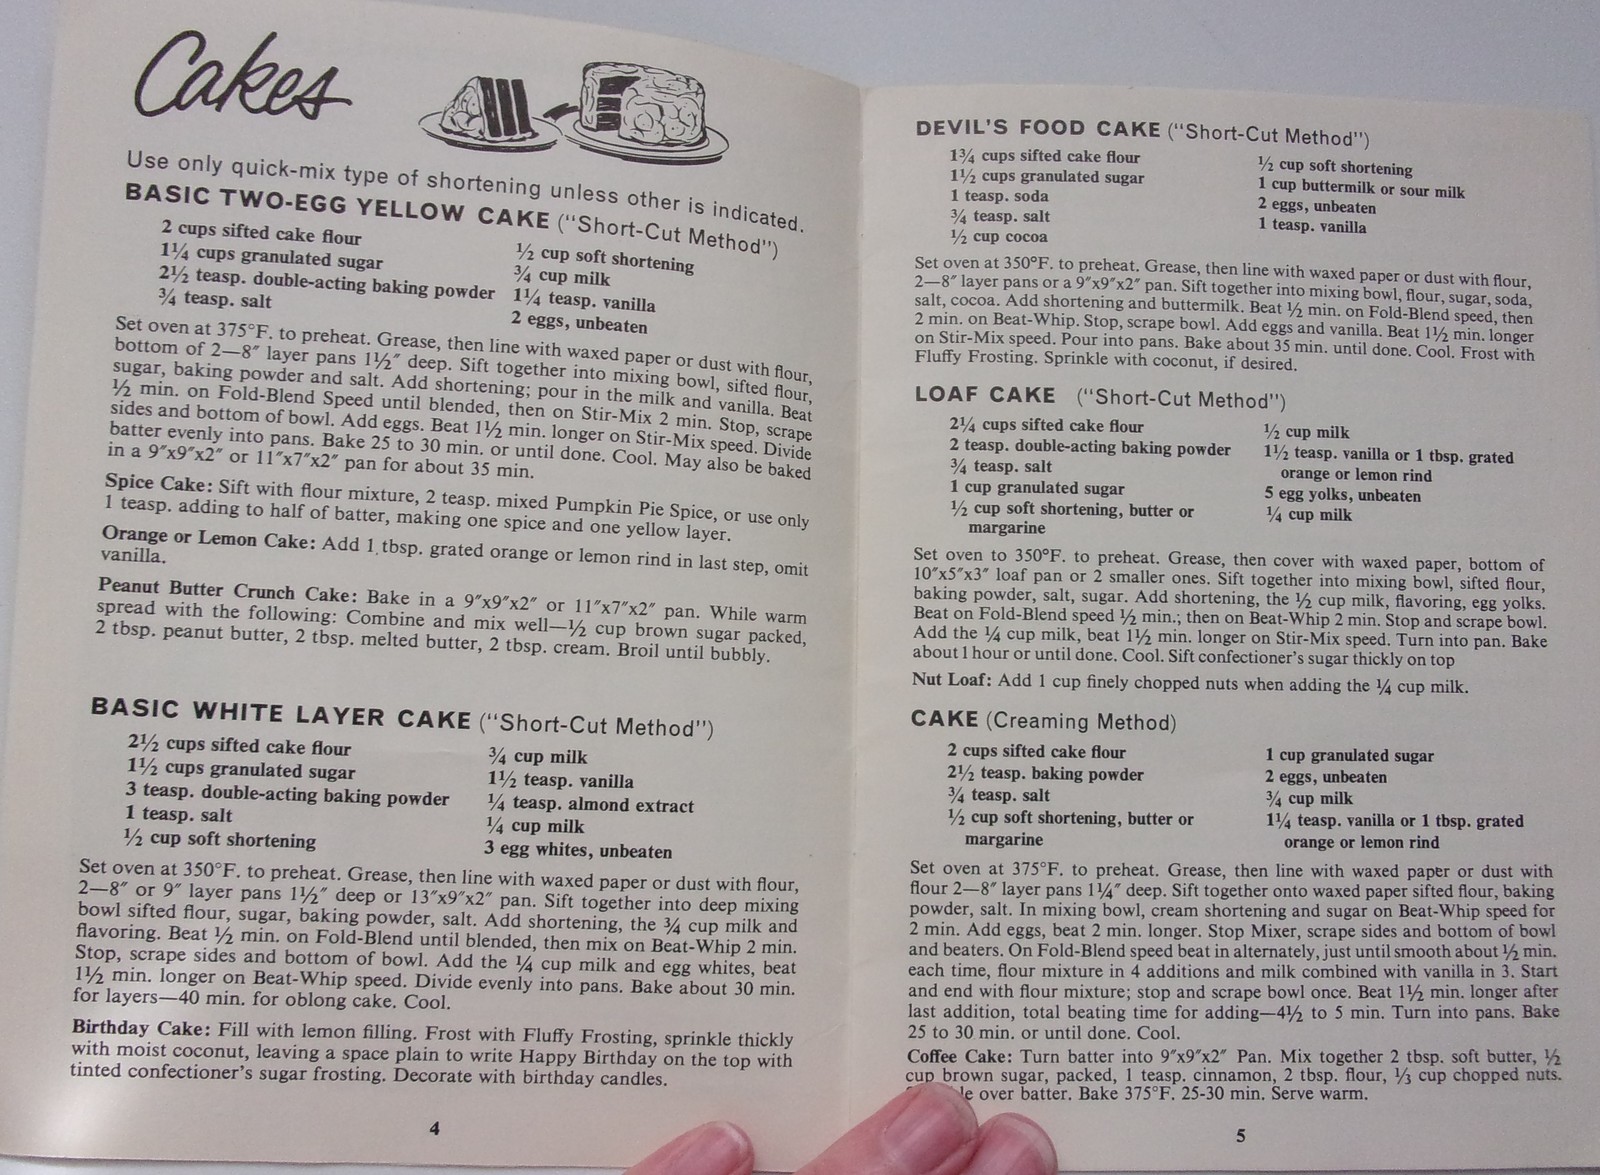 Cakes
Use only quick-mix type of shortening unless other is indicated.
BASIC TWO-EGG YELLOW CAKE ("Short-Cut Method")
2 cups sifted cake flour
1¼ cups granulated sugar
2½ teasp. double-acting baking powder
¾ teasp. salt
½ cup soft shortening
¾ cup milk
1¼ teasp. vanilla
2 eggs, unbeaten
Set oven at 375°F. to preheat. Grease, then line with waxed paper or dust with flour,
bottom of 2—8″ layer pans 1½″ deep. Sift together into mixing bowl, sifted flour,
sugar, baking powder and salt. Add shortening; pour in the milk and vanilla. Beat
½ min. on Fold-Blend Speed until blended, then on Stir-Mix 2 min. Stop, scrape
sides and bottom of bowl. Add eggs. Beat 1½ min. longer on Stir-Mix speed. Divide
batter evenly into pans. Bake 25 to 30 min. or until done. Cool. May also be baked
in a 9″x9″x2″ or 11″x7″x2″ pan for about 35 min.
Spice Cake: Sift with flour mixture, 2 teasp. mixed Pumpkin Pie Spice, or use only
1 teasp. adding to half of batter, making one spice and one yellow layer.
Orange or Lemon Cake: Add 1 tbsp. grated orange or lemon rind in last step, omit
vanilla.
Peanut Butter Crunch Cake: Bake in a 9″x9″x2″ or 11″x7″x2″ pan. While warm
spread with the following: Combine and mix well—½ cup brown sugar packed,
2 tbsp. peanut butter, 2 tbsp. melted butter, 2 tbsp. cream. Broil until bubbly.
BASIC WHITE LAYER CAKE ("Short-Cut Method")
2½ cups sifted cake flour
1½ cups granulated sugar
3 teasp. double-acting baking powder
1 teasp. salt
½ cup soft shortening
¾ cup milk
1½ teasp. vanilla
¼ teasp. almond extract
¼ cup milk
3 egg whites, unbeaten
Set oven at 350°F. to preheat. Grease, then line with waxed paper or dust with flour,
2—8″ or 9″ layer pans 1½″ deep or 13″x9″x2″ pan. Sift together into deep mixing
bowl sifted flour, sugar, baking powder, salt. Add shortening, the ¾ cup milk and
flavoring. Beat ½ min. on Fold-Blend until blended, then mix on Beat-Whip 2 min.
Stop, scrape sides and bottom of bowl. Add the ¼ cup milk and egg whites, beat
1½ min. longer on Beat-Whip speed. Divide evenly into pans. Bake about 30 min.
for layers—40 min. for oblong cake. Cool.
Birthday Cake: Fill with lemon filling. Frost with Fluffy Frosting, sprinkle thickly
with moist coconut, leaving a space plain to write Happy Birthday on the top with
tinted confectioner's sugar frosting. Decorate with birthday candles.
4
DEVIL'S FOOD CAKE ("Short-Cut Method")
1¾ cups sifted cake flour
1½ cups granulated sugar
1 teasp. soda
¾ teasp. salt
½ cup cocoa
½ cup soft shortening
1 cup buttermilk or sour milk
2 eggs, unbeaten
1 teasp. vanilla
Set oven at 350°F. to preheat. Grease, then line with waxed paper or dust with flour,
2—8″ layer pans or a 9″x9″x2″ pan. Sift together into mixing bowl, flour, sugar, soda,
salt, cocoa. Add shortening and buttermilk. Beat ½ min. on Fold-Blend speed, then
2 min. on Beat-Whip. Stop, scrape bowl. Add eggs and vanilla. Beat 1½ min. longer
on Stir-Mix speed. Pour into pans. Bake about 35 min. until done. Cool. Frost with
Fluffy Frosting. Sprinkle with coconut, if desired.
LOAF CAKE ("Short-Cut Method")
2¼ cups sifted cake flour
2 teasp. double-acting baking powder
¾ teasp. salt
1 cup granulated sugar
½ cup soft shortening, butter or
margarine
½ cup milk
1½ teasp. vanilla or 1 tbsp. grated
orange or lemon rind
5 egg yolks, unbeaten
¼ cup milk
Set oven to 350°F. to preheat. Grease, then cover with waxed paper, bottom of
10″x5″x3″ loaf pan or 2 smaller ones. Sift together into mixing bowl, sifted flour,
baking powder, salt, sugar. Add shortening, the ½ cup milk, flavoring, egg yolks.
Beat on Fold-Blend speed ½ min.; then on Beat-Whip 2 min. Stop and scrape bowl.
Add the ¼ cup milk, beat 1½ min. longer on Stir-Mix speed. Turn into pan. Bake
about 1 hour or until done. Cool. Sift confectioner's sugar thickly on top
Nut Loaf: Add 1 cup finely chopped nuts when adding the ¼ cup milk.
CAKE (Creaming Method)
2 cups sifted cake flour
2½ teasp. baking powder
¾ teasp. salt
½ cup soft shortening, butter or
margarine
1 cup granulated sugar
2 eggs, unbeaten
¾ cup milk
1¼ teasp. vanilla or 1 tbsp. grated
orange or lemon rind
Set oven at 375°F. to preheat. Grease, then line with waxed paper or dust with
flour 2—8″ layer pans 1¼″ deep. Sift together onto waxed paper sifted flour, baking
powder, salt. In mixing bowl, cream shortening and sugar on Beat-Whip speed for
2 min. Add eggs, beat 2 min. longer. Stop Mixer, scrape sides and bottom of bowl
and beaters. On Fold-Blend speed beat in alternately, just until smooth about ½ min.
each time, flour mixture in 4 additions and milk combined with vanilla in 3. Start
and end with flour mixture; stop and scrape bowl once. Beat 1½ min. longer after
last addition, total beating time for adding—4½ to 5 min. Turn into pans. Bake
25 to 30 min. or until done. Cool.
Coffee Cake: Turn batter into 9″x9″x2″ Pan. Mix together 2 tbsp. soft butter, ½
cup brown sugar, packed, 1 teasp. cinnamon, 2 tbsp. flour, ⅓ cup chopped nuts.
over batter. Bake 375°F. 25-30 min. Serve warm.
5